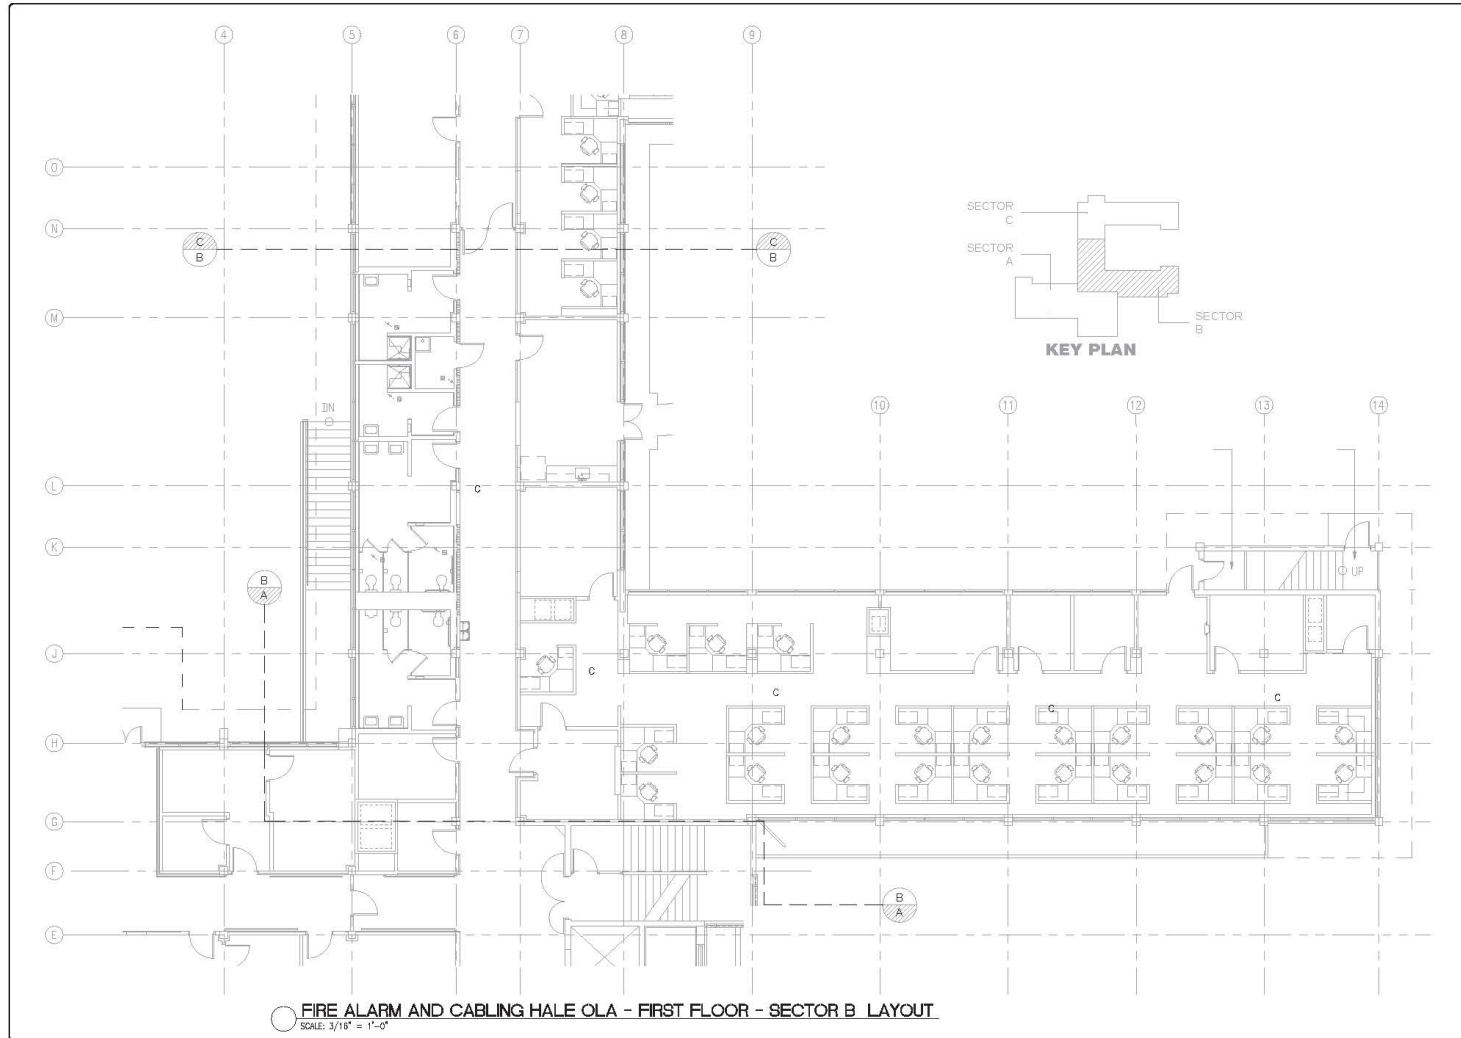 4 5 6 7 8 9
O
N
C
B
C
B
SECTOR
C
SECTOR
A
SECTOR
B
KEY PLAN
M
DN
10 11 12 13 14
L
C
K
UP
B
A
J
C
C
C
C
H
G
F
B
A
E
FIRE ALARM AND CABLING HALE OLA - FIRST FLOOR - SECTOR B LAYOUT
SCALE: 3/16" = 1'-0"